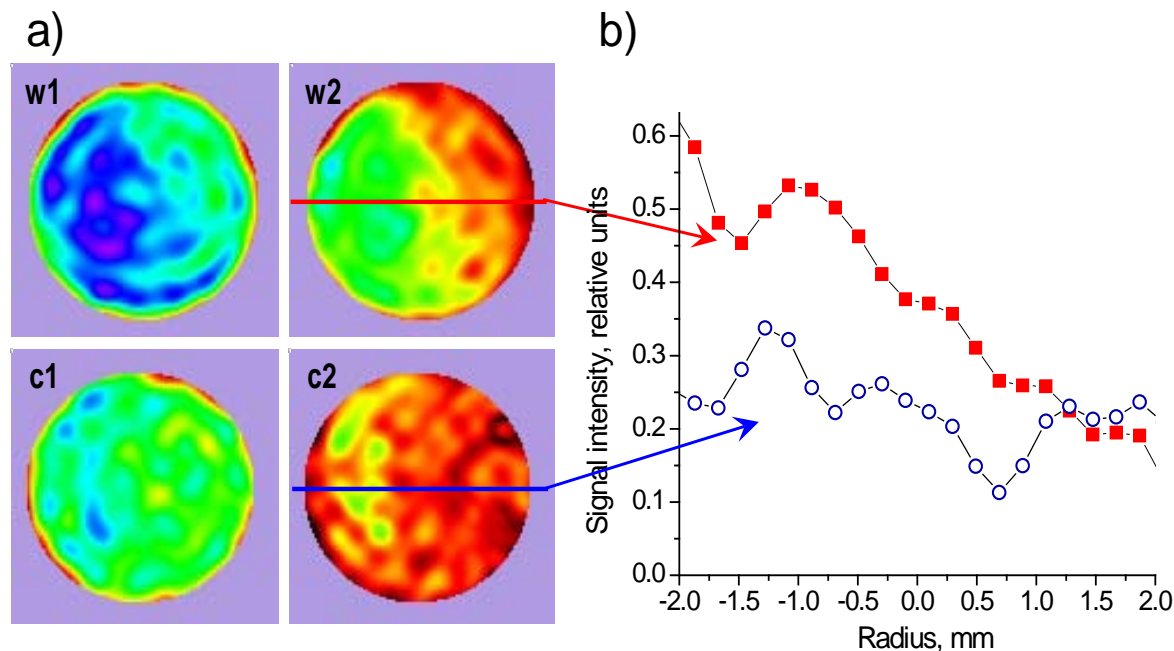 a)
b)
w1
w2
c1
c2
Signal intensity, relative units
0.6
0.5
0.4
0.3
0.2
0.1
0.0
-2.0 -1.5 -1.0 -0.5 0.0 0.5 1.0 1.5 2.0
Radius, mm